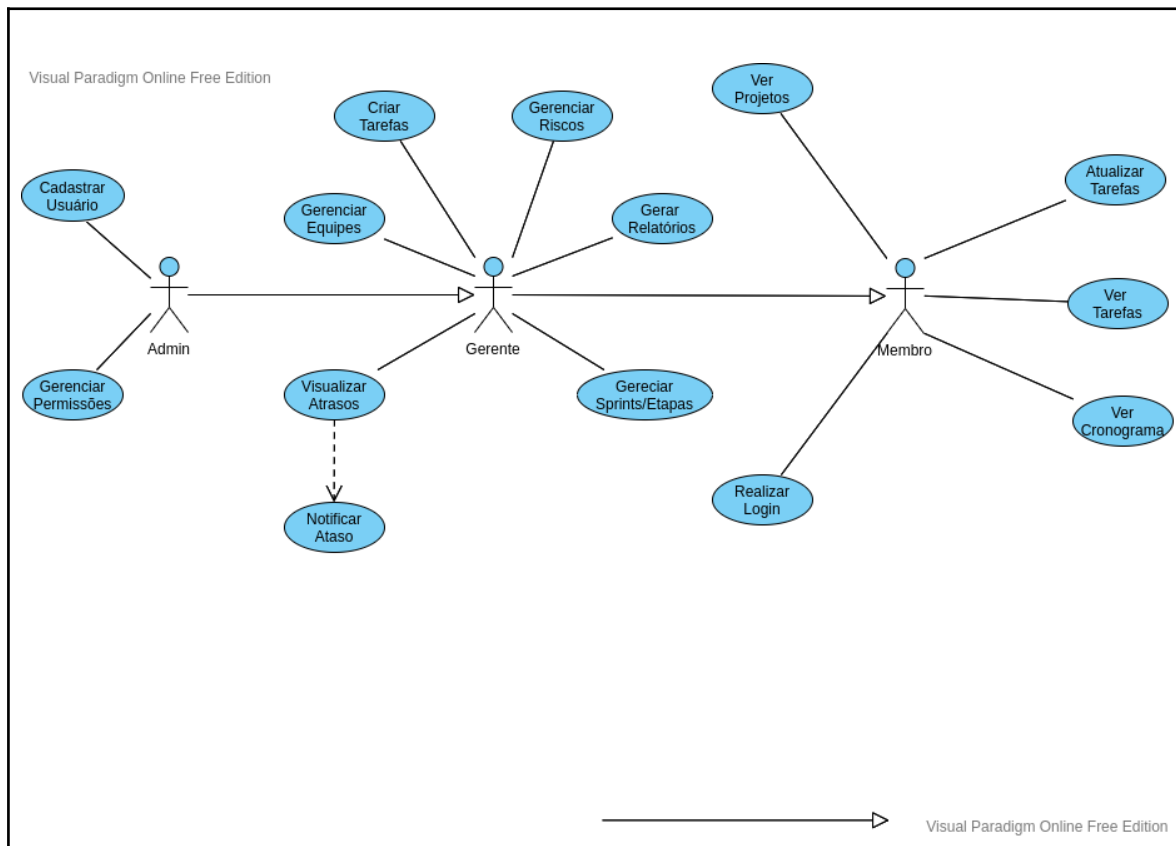 Visual Paradigm Online Free Edition
Ver
Projetos
Criar
Tarefas
Gerenciar
Riscos
Cadastrar
Usuário
Gerenciar
Equipes
Gerar
Relatórios
Atualizar
Tarefas
Ver
Tarefas
Admin
Gerente
Membro
Gerenciar
Permissões
Visualizar
Atrasos
Gereciar
Sprints/Etapas
Ver
Cronograma
Realizar
Login
Notificar
Ataso
Visual Paradigm Online Free Edition